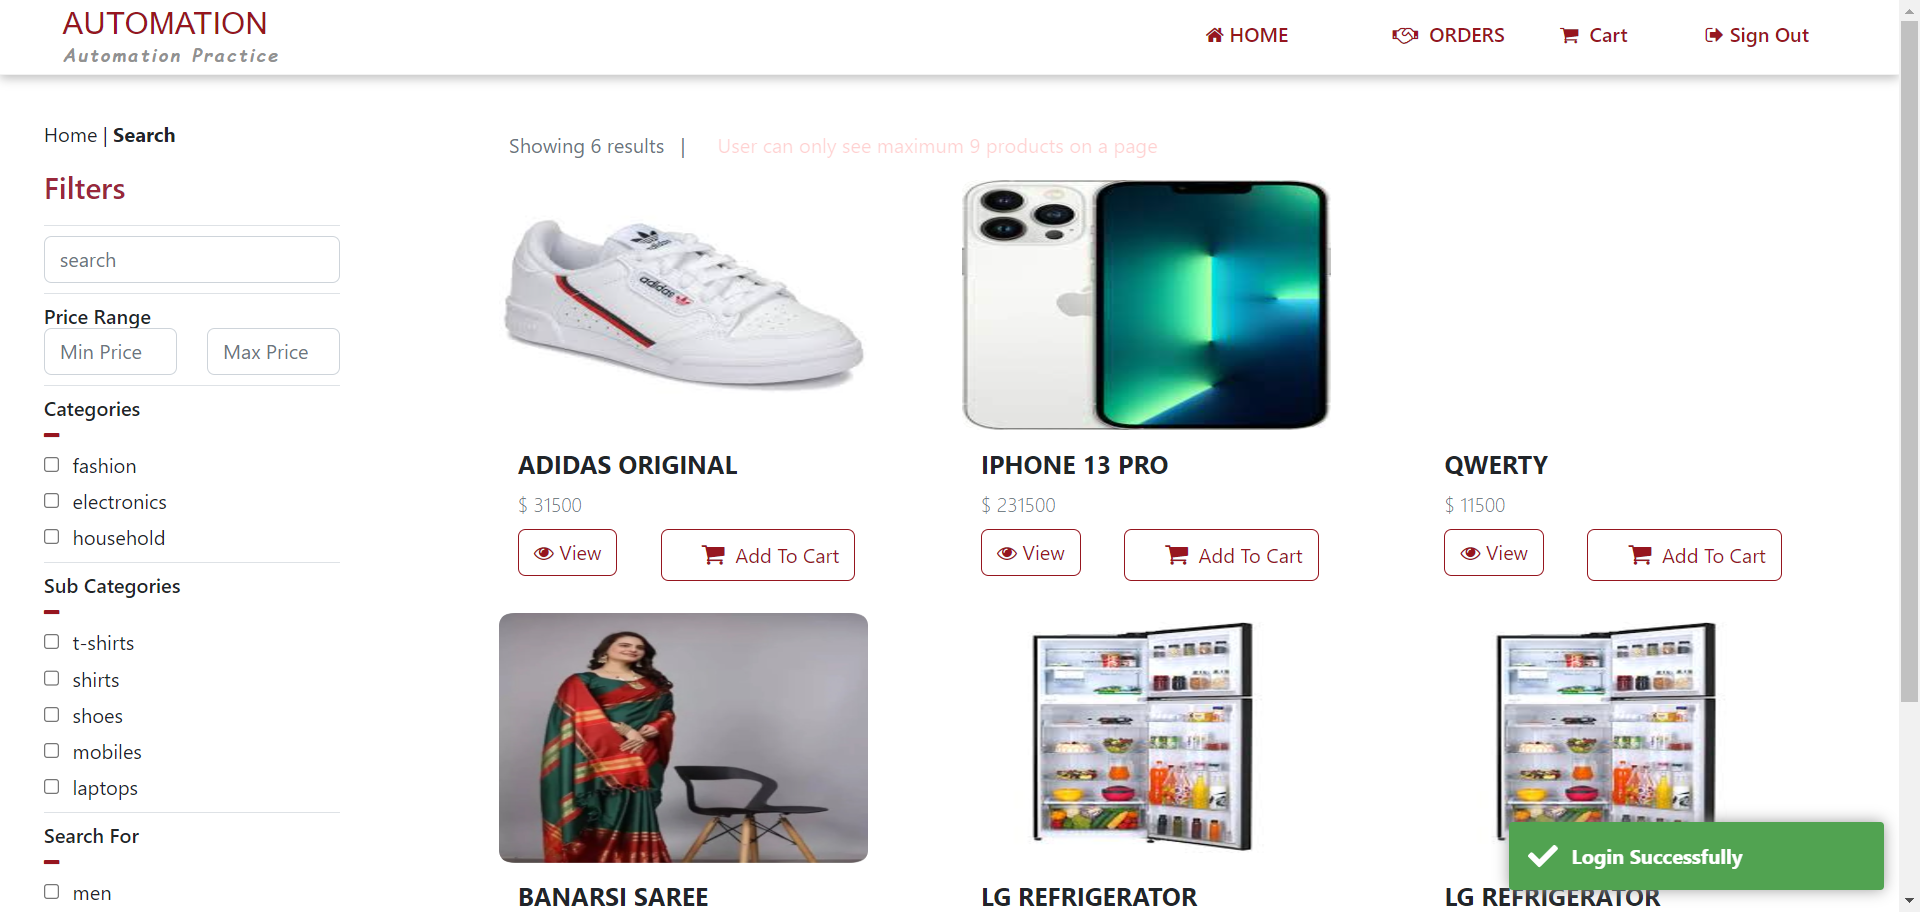 AUTOMATION
Automation Practice
HOME
ORDERS
Cart
Sign Out
Home | Search
Showing 6 results |
User can only see maximum 9 products on a page
Filters
search
Price Range
Min Price
Max Price
Categories
fashion
electronics
household
Sub Categories
t-shirts
shirts
shoes
mobiles
laptops
Search For
men
adidas
adidas
ADIDAS ORIGINAL
$ 31500
View
Add To Cart
IPHONE 13 PRO
$ 231500
View
Add To Cart
QWERTY
$ 11500
View
Add To Cart
BANARSI SAREE
LG REFRIGERATOR
LG REFRIGERATOR
Login Successfully